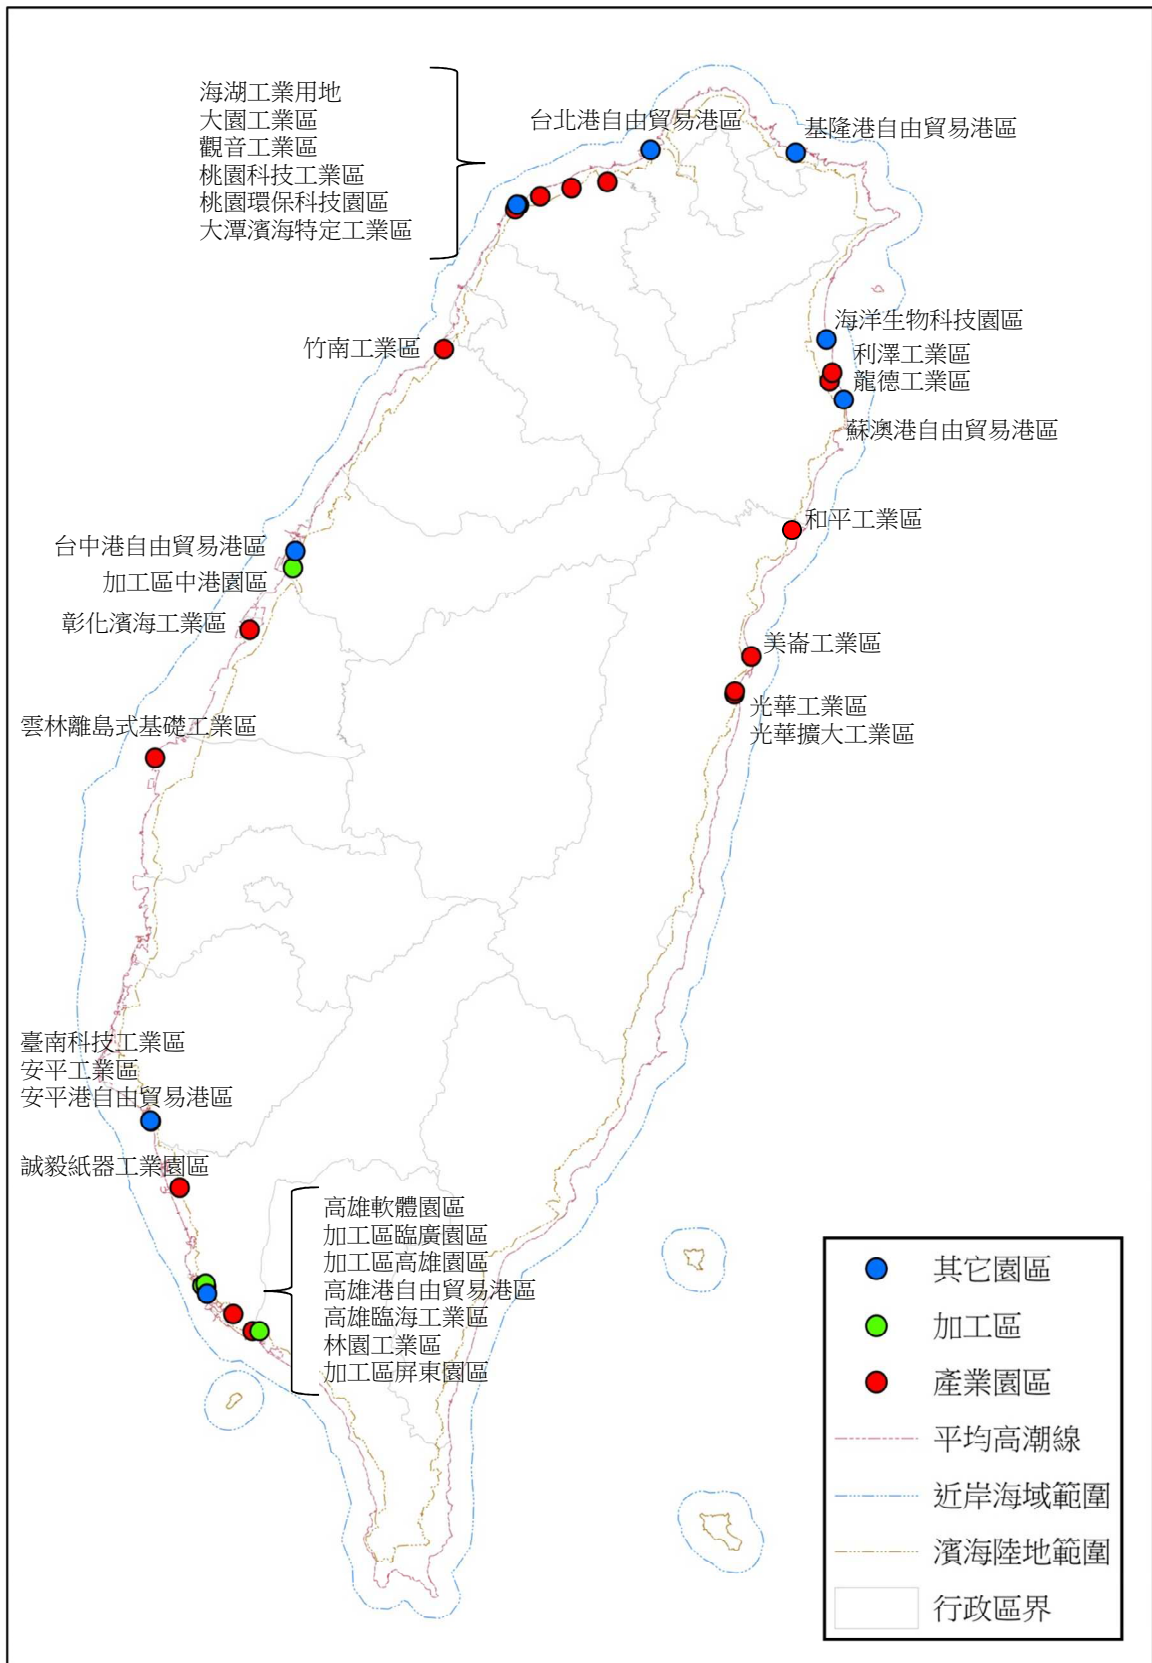 海湖工業用地
大園工業區
觀音工業區
桃園科技工業區
桃園環保科技園區
大潭濱海特定工業區
台北港自由貿易港區
基隆港自由貿易港區
海洋生物科技園區
利澤工業區
龍德工業區
蘇澳港自由貿易港區
竹南工業區
和平工業區
台中港自由貿易港區
加工區中港園區
彰化濱海工業區
美崙工業區
光華工業區
光華擴大工業區
雲林離島式基礎工業區
臺南科技工業區
安平工業區
安平港自由貿易港區
誠毅紙器工業園區
高雄軟體園區
加工區臨廣園區
加工區高雄園區
高雄港自由貿易港區
高雄臨海工業區
林園工業區
加工區屏東園區
其它園區
加工區
產業園區
平均高潮線
近岸海域範圍
濱海陸地範圍
行政區界